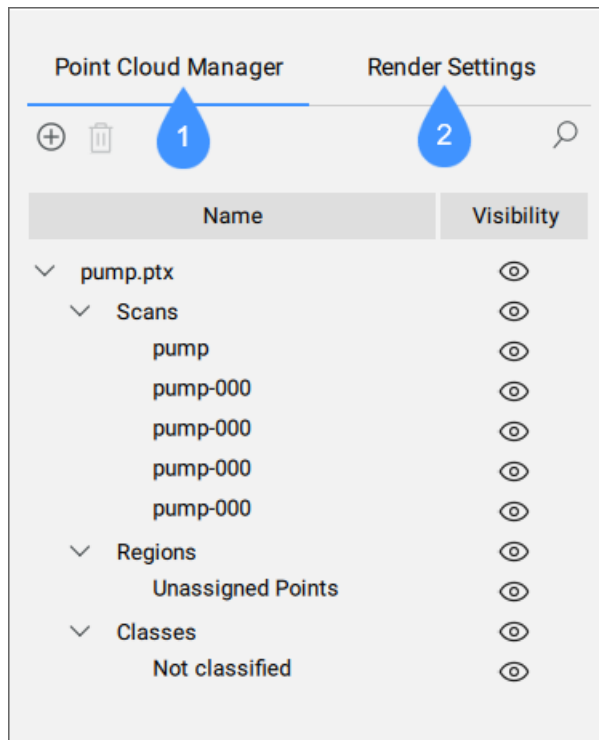 Point Cloud Manager Render Settings
1 2
Name Visibility
pump.ptx
Scans
pump
pump-000
pump-000
pump-000
pump-000
Regions
Unassigned Points
Classes
Not classified